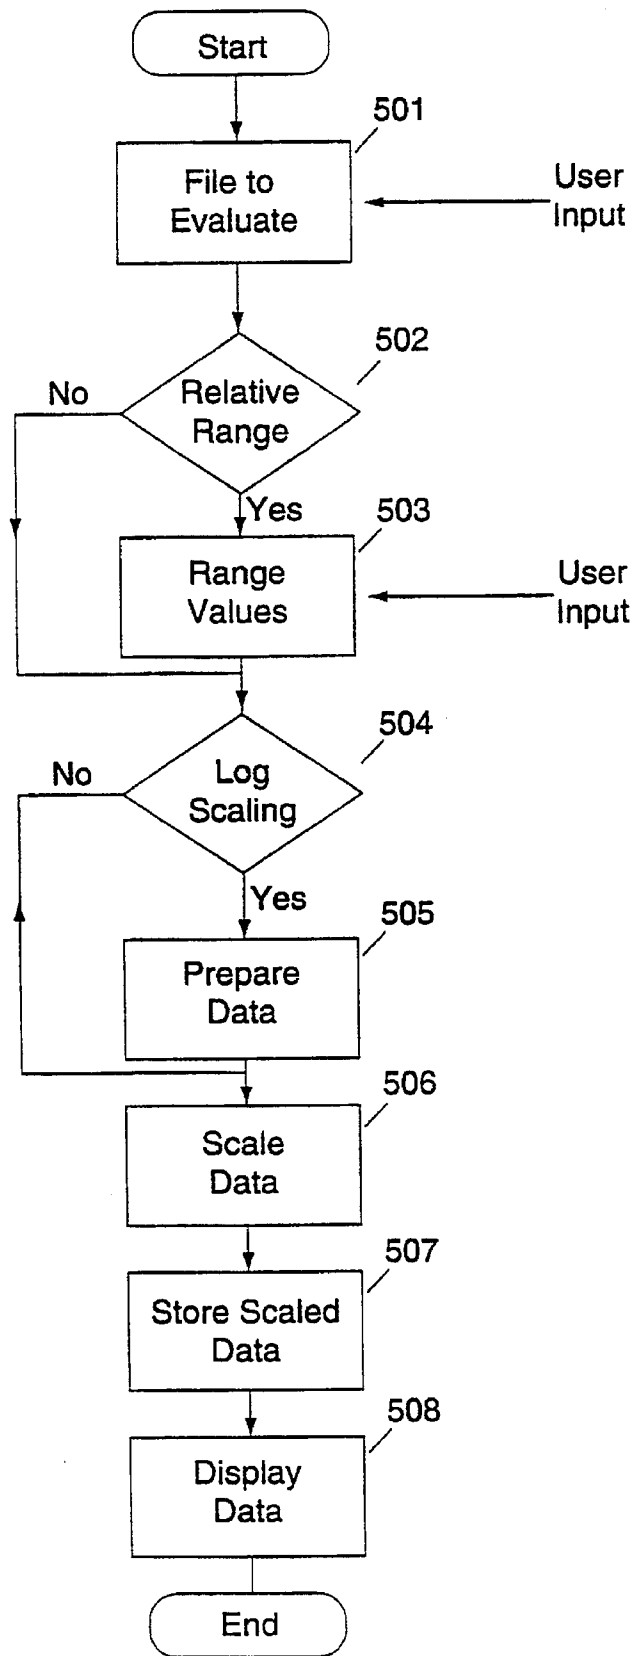 Start
501
File to
Evaluate
User
Input
502
No
Relative
Range
Yes
503
Range
Values
User
Input
504
No
Log
Scaling
Yes
505
Prepare
Data
506
Scale
Data
507
Store Scaled
Data
508
Display
Data
End